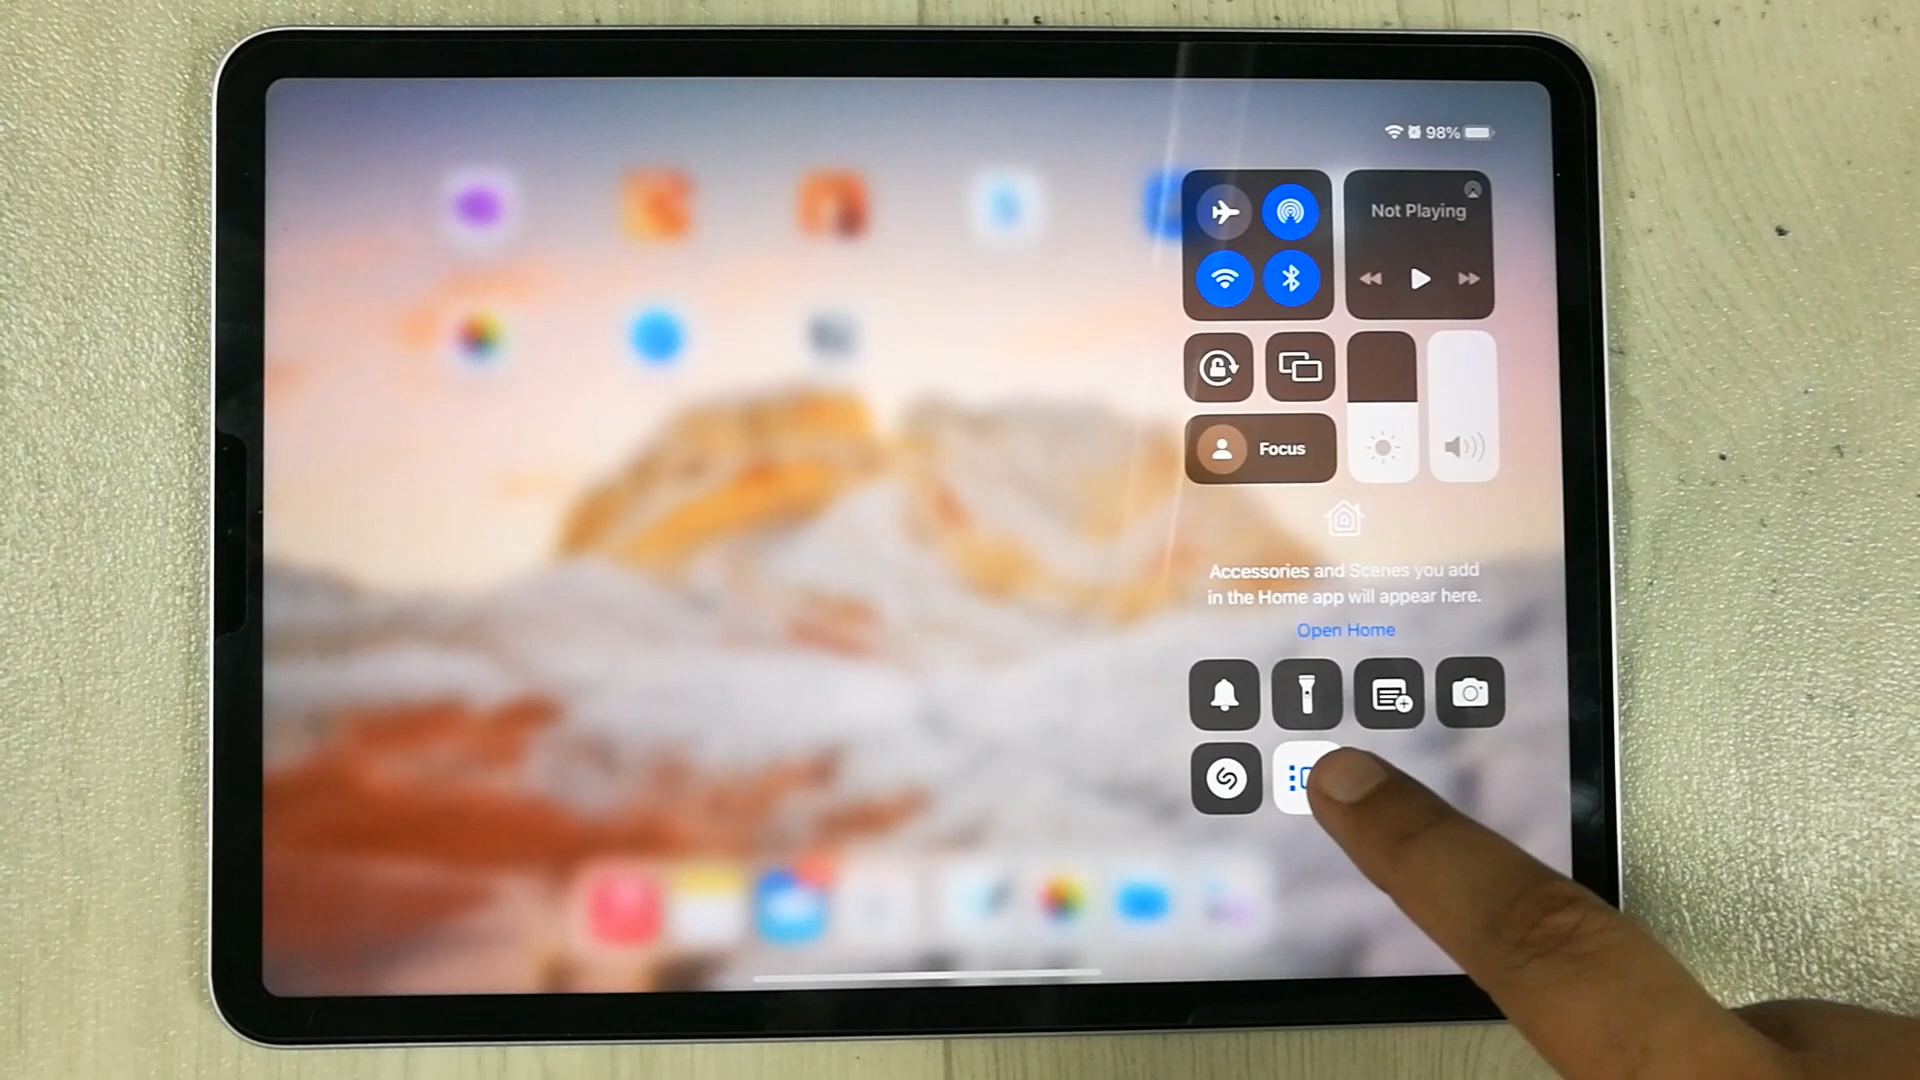 98%
Not Playing
Focus
Accessories and Scenes you add
in the Home app will appear here.
Open Home